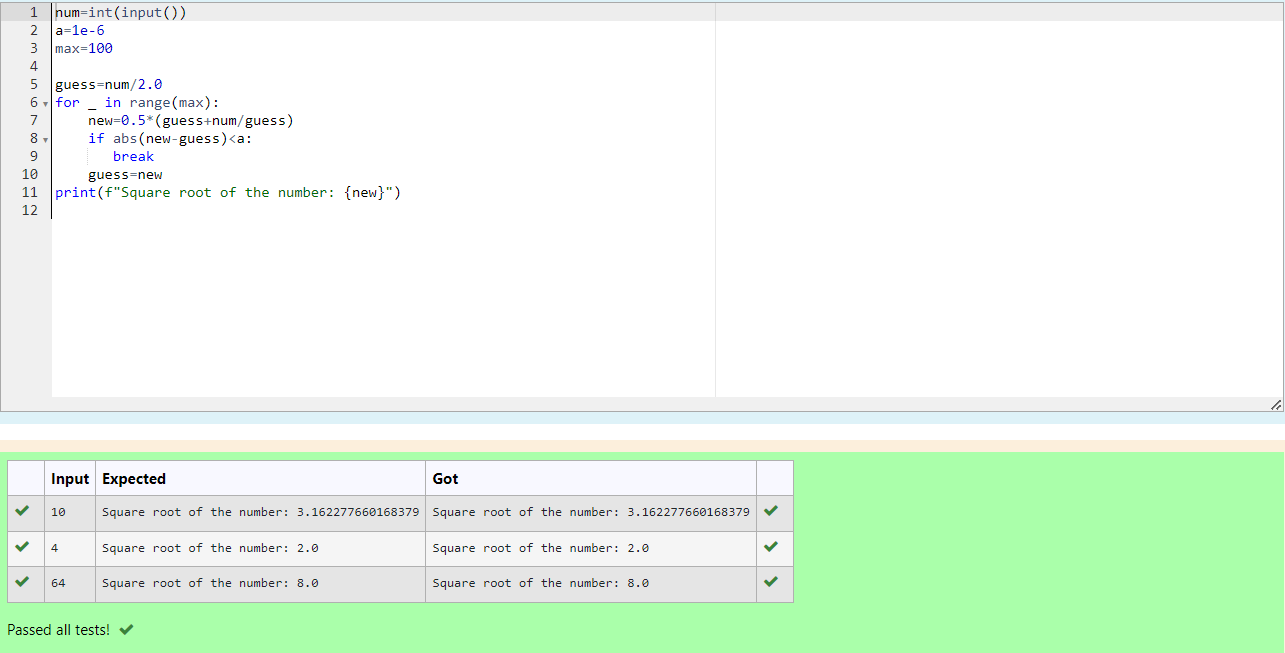 1 num=int(input())
2 a=1e-6
3 max=100
4
5 guess=num/2.0
6 for _ in range(max):
7     new=0.5*(guess+num/guess)
8     if abs(new-guess)<a:
9        break
10     guess=new
11 print(f"Square root of the number: {new}")
12
Input Expected Got
10 Square root of the number: 3.162277660168379 Square root of the number: 3.162277660168379
4 Square root of the number: 2.0 Square root of the number: 2.0
64 Square root of the number: 8.0 Square root of the number: 8.0
Passed all tests!